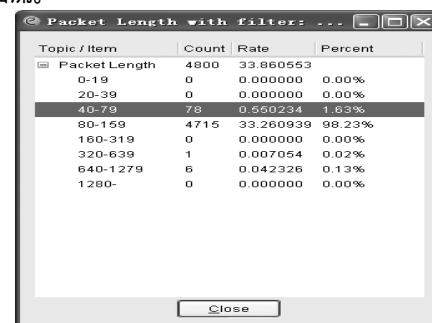 Packet Length with filter: ...
Topic / Item Count Rate Percent
Packet Length 4800 33.860553
0-19 0 0.000000 0.00%
20-39 0 0.000000 0.00%
40-79 78 0.550234 1.63%
80-159 4715 33.260939 98.23%
160-319 0 0.000000 0.00%
320-639 1 0.007054 0.02%
640-1279 6 0.042326 0.13%
1280- 0 0.000000 0.00%
Close